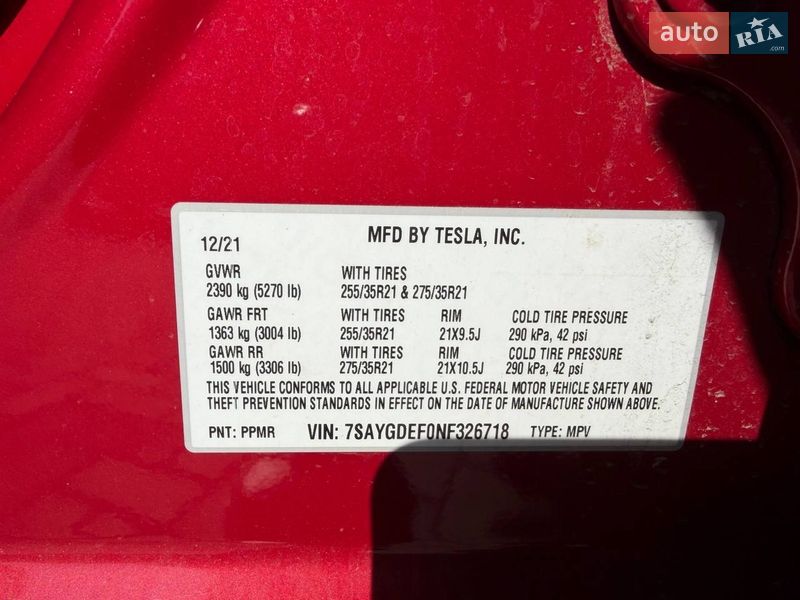 auto RIA.com
12/21 MFD BY TESLA, INC.
GVWR WITH TIRES
2390 kg (5270 lb) 255/35R21 & 275/35R21
GAWR FRT WITH TIRES RIM COLD TIRE PRESSURE
1363 kg (3004 lb) 255/35R21 21X9.5J 290 kPa, 42 psi
GAWR RR WITH TIRES RIM COLD TIRE PRESSURE
1500 kg (3306 lb) 275/35R21 21X10.5J 290 kPa, 42 psi
THIS VEHICLE CONFORMS TO ALL APPLICABLE U.S. FEDERAL MOTOR VEHICLE SAFETY AND
THEFT PREVENTION STANDARDS IN EFFECT ON THE DATE OF MANUFACTURE SHOWN ABOVE.
PNT: PPMR VIN: 7SAYGDEF0NF326718 TYPE: MPV